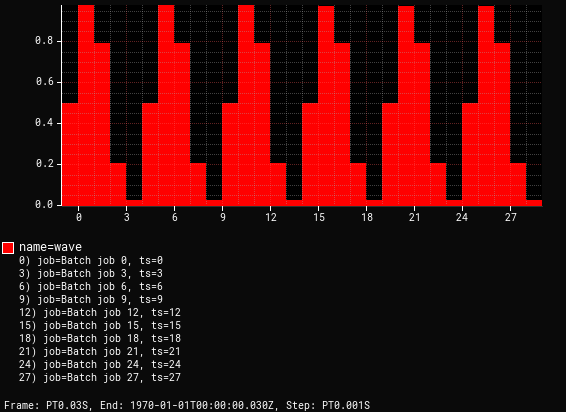 0.8
0.6
0.4
0.2
0.0
0 3 6 9 12 15 18 21 24 27
name=wave
0) job=Batch job 0, ts=0
3) job=Batch job 3, ts=3
6) job=Batch job 6, ts=6
9) job=Batch job 9, ts=9
12) job=Batch job 12, ts=12
15) job=Batch job 15, ts=15
18) job=Batch job 18, ts=18
21) job=Batch job 21, ts=21
24) job=Batch job 24, ts=24
27) job=Batch job 27, ts=27
Frame: PT0.03S, End: 1970-01-01T00:00:00.030Z, Step: PT0.001S